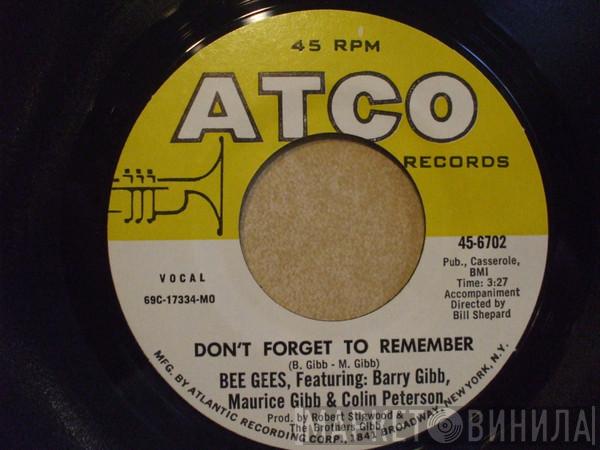 45 RPM
ATCO
RECORDS
45-6702
Pub., Casserole,
BMI
Time: 3:27
Accompaniment
Directed by
Bill Shepard
VOCAL
69C-17334-MO
DON'T FORGET TO REMEMBER
(B. Gibb - M. Gibb)
BEE GEES, Featuring: Barry Gibb,
Maurice Gibb & Colin Peterson
Prod. by Robert Stigwood &
The Brothers Gibb
MFG. BY ATLANTIC RECORDING CORP., 1841 BROADWAY, NEW YORK, N.Y.
МАРКЕТ ВИНИЛА